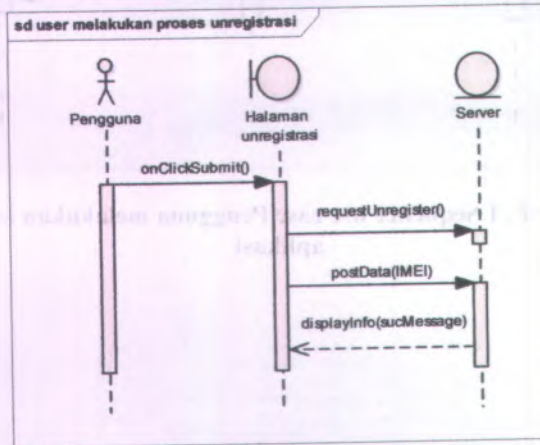 sd user melakukan proses unregistrasi
Pengguna
Halaman
unregistrasi
Server
onClickSubmit()
requestUnregister()
postData(IMEI)
displayInfo(sucMessage)